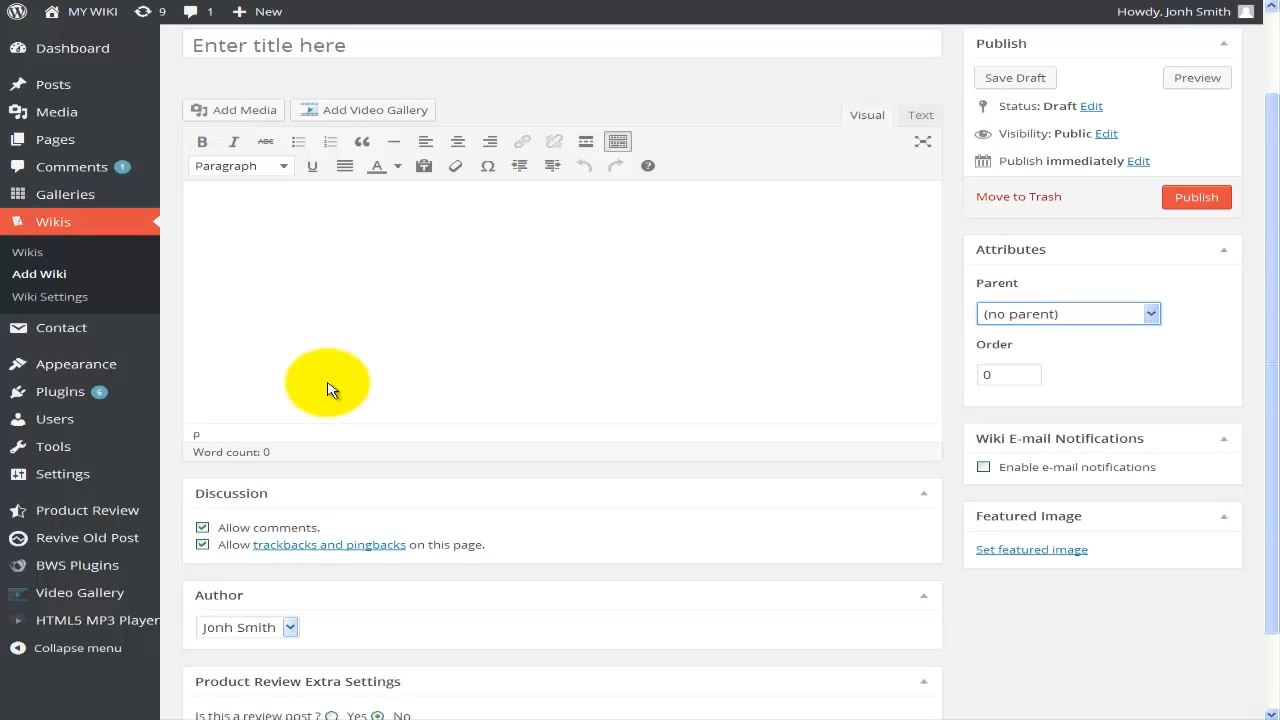 MY WIKI 9 1 New Howdy, Jonh Smith
Dashboard
Posts
Media
Pages
Comments 1
Galleries
Wikis
Wikis
Add Wiki
Wiki Settings
Contact
Appearance
Plugins 6
Users
Tools
Settings
Product Review
Revive Old Post
BWS Plugins
Video Gallery
HTML5 MP3 Player
Collapse menu
Enter title here
Add Media Add Video Gallery
Visual Text
B I ABC
Paragraph U A Ω ?
p
Word count: 0
Discussion
Allow comments.
Allow trackbacks and pingbacks on this page.
Author
Jonh Smith
Product Review Extra Settings
Is this a review post ? Yes No
Publish
Save Draft Preview
Status: Draft Edit
Visibility: Public Edit
Publish immediately Edit
Move to Trash Publish
Attributes
Parent
(no parent)
Order
0
Wiki E-mail Notifications
Enable e-mail notifications
Featured Image
Set featured image